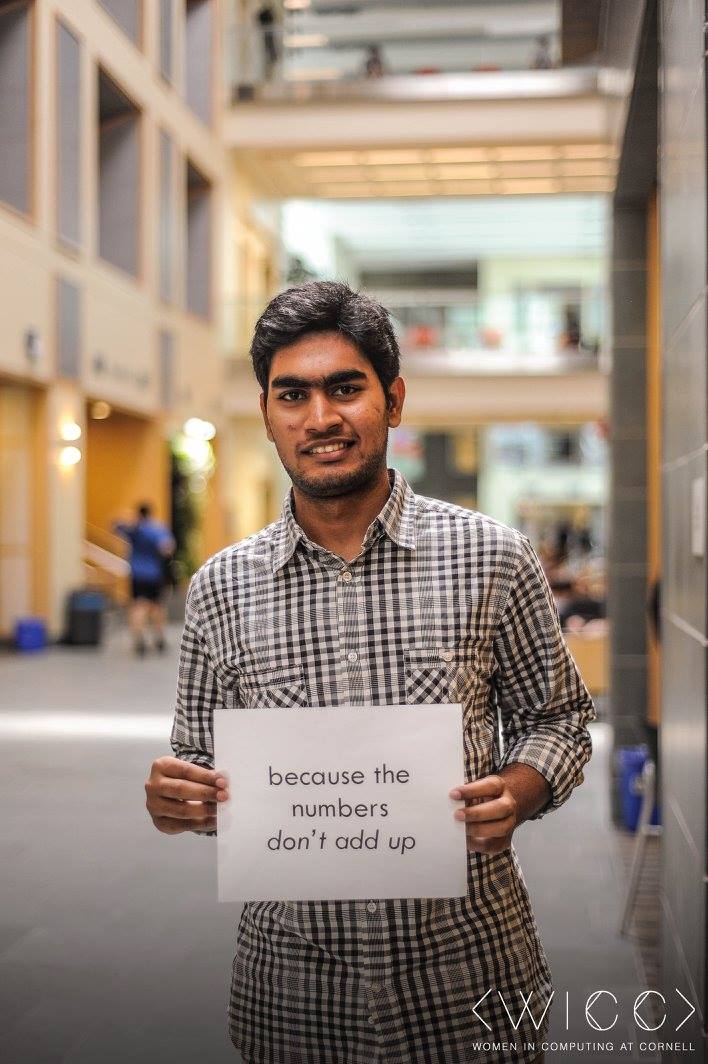 because the
numbers
don't add up
<WICC>
WOMEN IN COMPUTING AT CORNELL